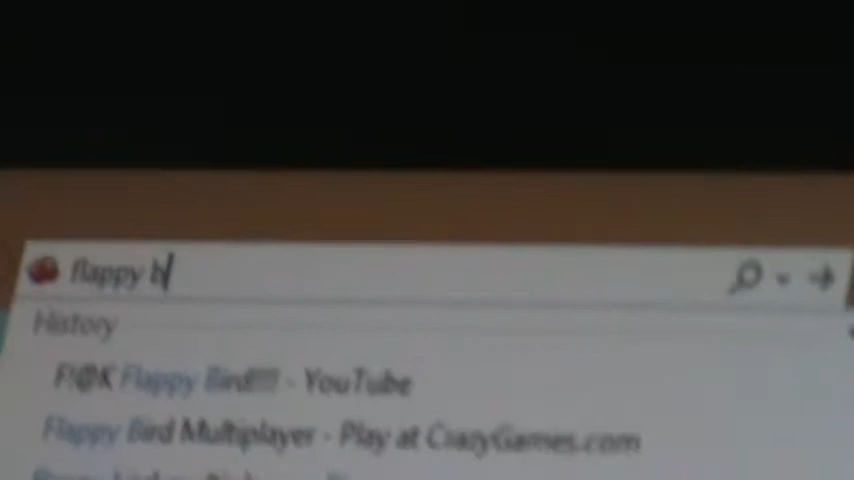 flappy b
History
F!@K Flappy Bird!!!! - YouTube
Flappy Bird Multiplayer - Play at CrazyGames.com